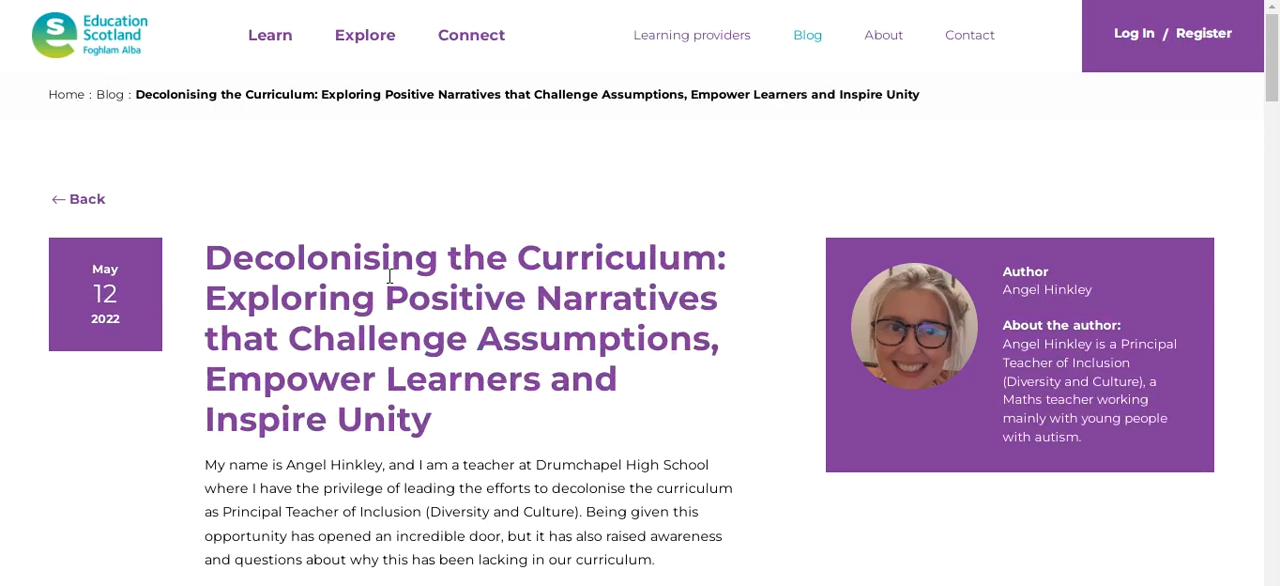 Education
Scotland
Foghlam Alba
Learn Explore Connect
Learning providers Blog About Contact
Log In / Register
Home : Blog : Decolonising the Curriculum: Exploring Positive Narratives that Challenge Assumptions, Empower Learners and Inspire Unity
← Back
May
12
2022
Decolonising the Curriculum:
Exploring Positive Narratives
that Challenge Assumptions,
Empower Learners and
Inspire Unity
My name is Angel Hinkley, and I am a teacher at Drumchapel High School
where I have the privilege of leading the efforts to decolonise the curriculum
as Principal Teacher of Inclusion (Diversity and Culture). Being given this
opportunity has opened an incredible door, but it has also raised awareness
and questions about why this has been lacking in our curriculum.
Author
Angel Hinkley
About the author:
Angel Hinkley is a Principal
Teacher of Inclusion
(Diversity and Culture), a
Maths teacher working
mainly with young people
with autism.